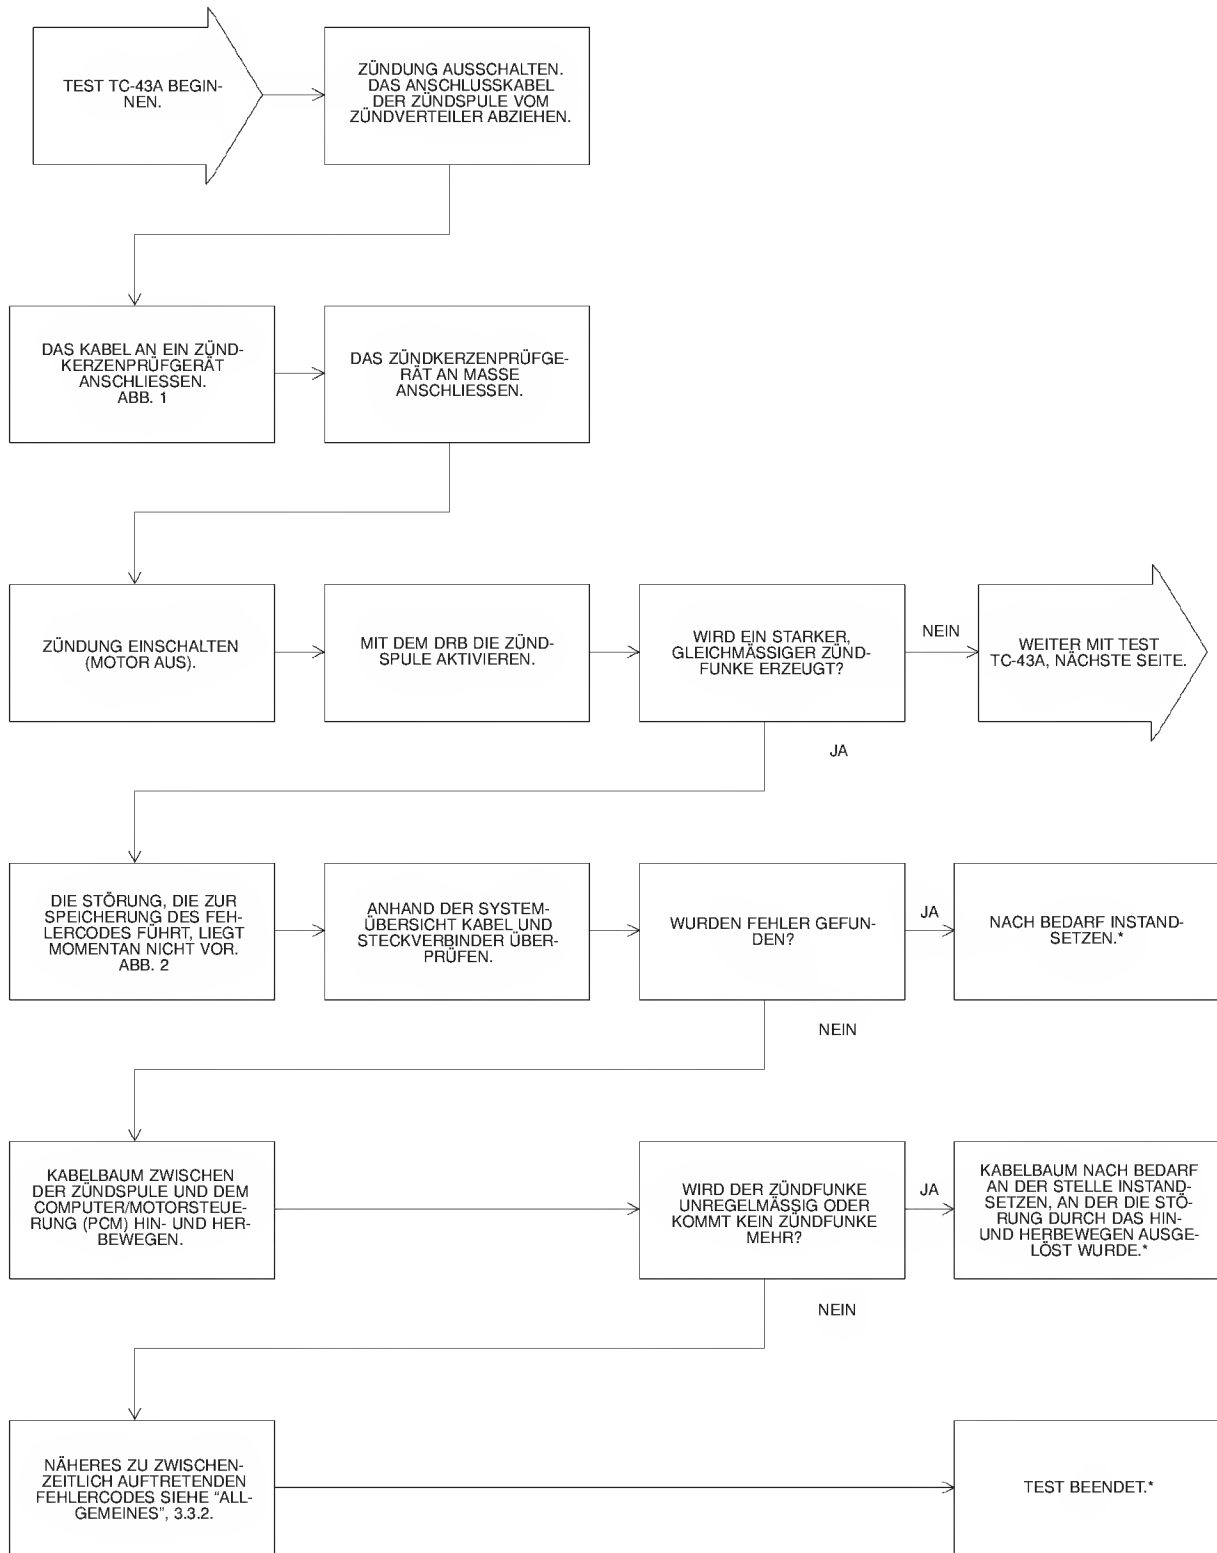 TEST TC-43A BEGIN-
NEN.
ZÜNDUNG AUSSCHALTEN.
DAS ANSCHLUSSKABEL
DER ZÜNDSPULE VOM
ZÜNDVERTEILER ABZIEHEN.
DAS KABEL AN EIN ZÜND-
KERZENPRÜFGERÄT
ANSCHLIESSEN.
ABB. 1
DAS ZÜNDKERZENPRÜFGE-
RÄT AN MASSE
ANSCHLIESSEN.
ZÜNDUNG EINSCHALTEN
(MOTOR AUS).
MIT DEM DRB DIE ZÜND-
SPULE AKTIVIEREN.
WIRD EIN STARKER,
GLEICHMÄSSIGER ZÜND-
FUNKE ERZEUGT?
NEIN
WEITER MIT TEST
TC-43A, NÄCHSTE SEITE.
JA
DIE STÖRUNG, DIE ZUR
SPEICHERUNG DES FEH-
LERCODES FÜHRT, LIEGT
MOMENTAN NICHT VOR.
ABB. 2
ANHAND DER SYSTEM-
ÜBERSICHT KABEL UND
STECKVERBINDER ÜBER-
PRÜFEN.
WURDEN FEHLER GEFUN-
DEN?
JA
NACH BEDARF INSTAND-
SETZEN.*
NEIN
KABELBAUM ZWISCHEN
DER ZÜNDSPULE UND DEM
COMPUTER/MOTORSTEUE-
RUNG (PCM) HIN- UND HER-
BEWEGEN.
WIRD DER ZÜNDFUNKE
UNREGELMÄSSIG ODER
KOMMT KEIN ZÜNDFUNKE
MEHR?
JA
KABELBAUM NACH BEDARF
AN DER STELLE INSTAND-
SETZEN, AN DER DIE STÖ-
RUNG DURCH DAS HIN-
UND HERBEWEGEN AUSGE-
LÖST WURDE.*
NEIN
NÄHERES ZU ZWISCHEN-
ZEITLICH AUFTRETENDEN
FEHLERCODES SIEHE "ALL-
GEMEINES", 3.3.2.
TEST BEENDET.*